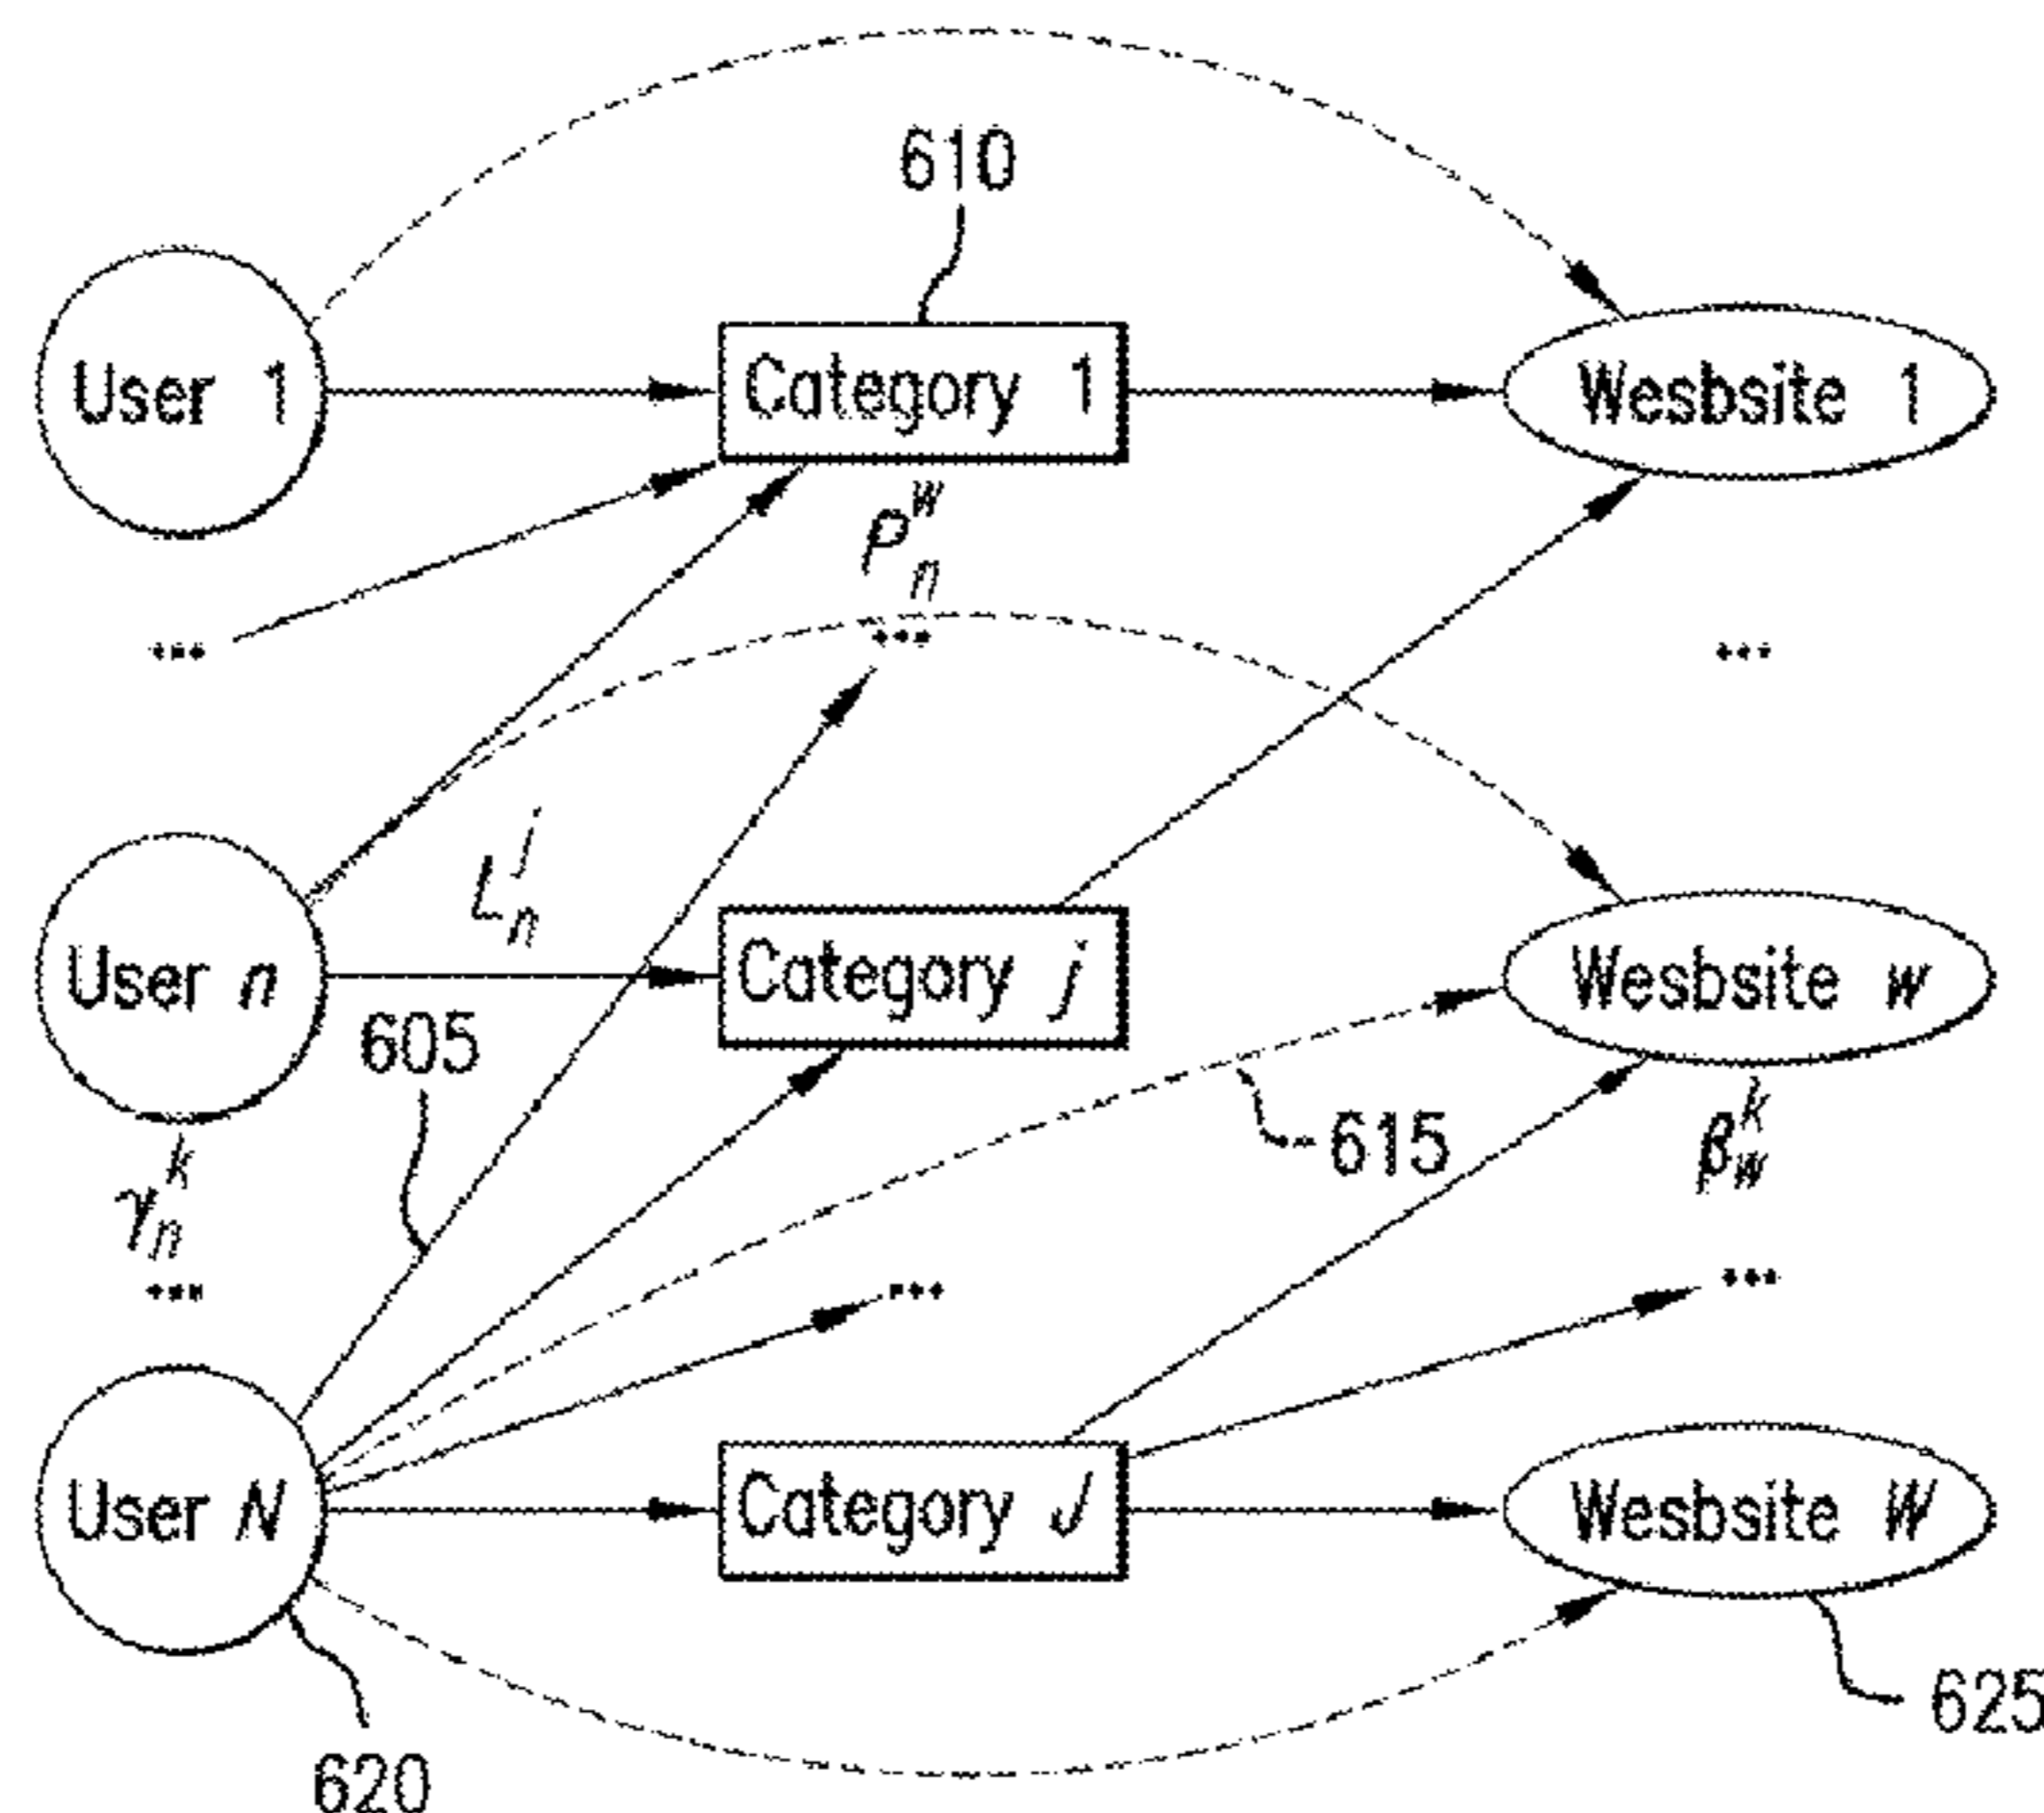 610
User 1
Category 1
Wesbsite 1
P_n^w
...
...
...
L_n^j
User n
Category j
Wesbsite w
605
615
γ_n^k
β_w^k
...
...
...
User N
Category J
Wesbsite W
620
625